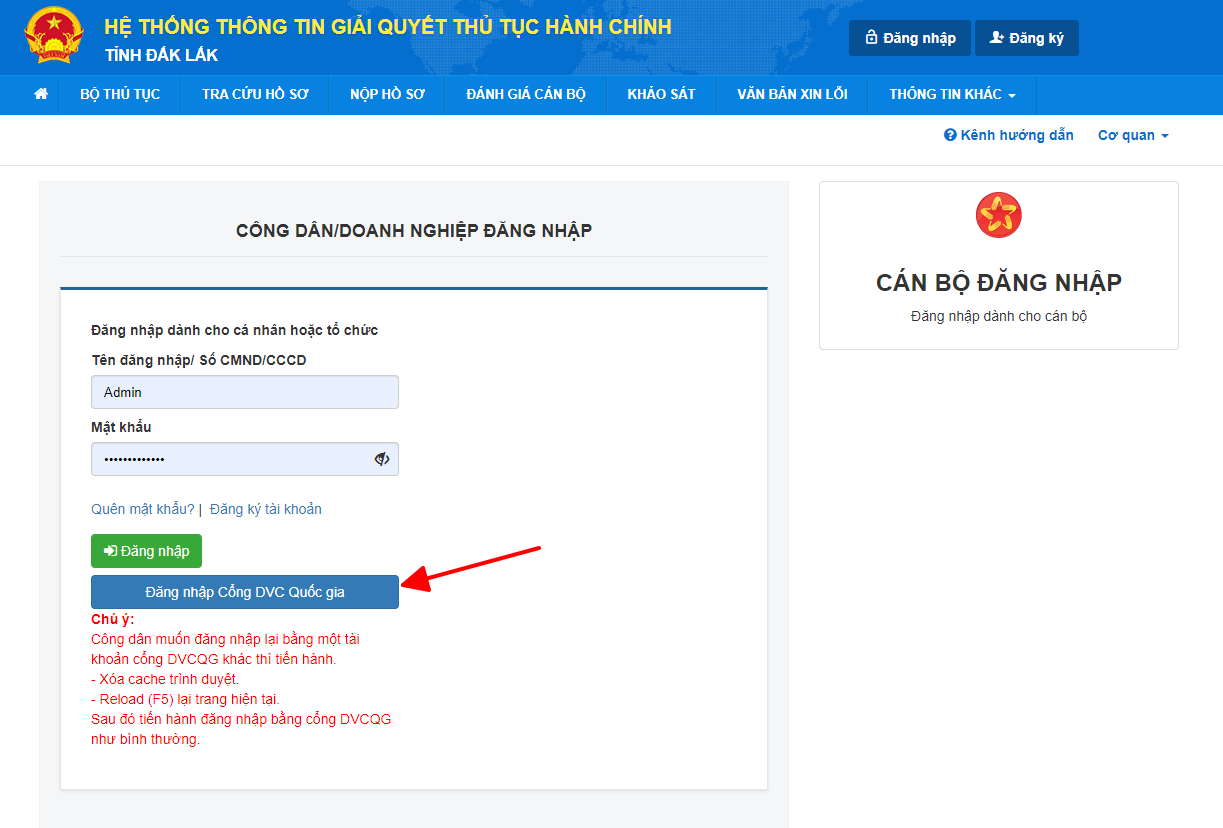 HỆ THỐNG THÔNG TIN GIẢI QUYẾT THỦ TỤC HÀNH CHÍNH
TỈNH ĐẮK LẮK
Đăng nhập
Đăng ký
BỘ THỦ TỤC
TRA CỨU HỒ SƠ
NỘP HỒ SƠ
ĐÁNH GIÁ CÁN BỘ
KHẢO SÁT
VĂN BẢN XIN LỖI
THÔNG TIN KHÁC
Kênh hướng dẫn
Cơ quan
CÔNG DÂN/DOANH NGHIỆP ĐĂNG NHẬP
Đăng nhập dành cho cá nhân hoặc tổ chức
Tên đăng nhập/ Số CMND/CCCD
Admin
Mật khẩu
•••••••••••••
Quên mật khẩu? | Đăng ký tài khoản
Đăng nhập
Đăng nhập Cổng DVC Quốc gia
Chú ý:
Công dân muốn đăng nhập lại bằng một tài
khoản cổng DVCQG khác thì tiến hành.
- Xóa cache trình duyệt.
- Reload (F5) lại trang hiện tại.
Sau đó tiến hành đăng nhập bằng cổng DVCQG
như bình thường.
CÁN BỘ ĐĂNG NHẬP
Đăng nhập dành cho cán bộ